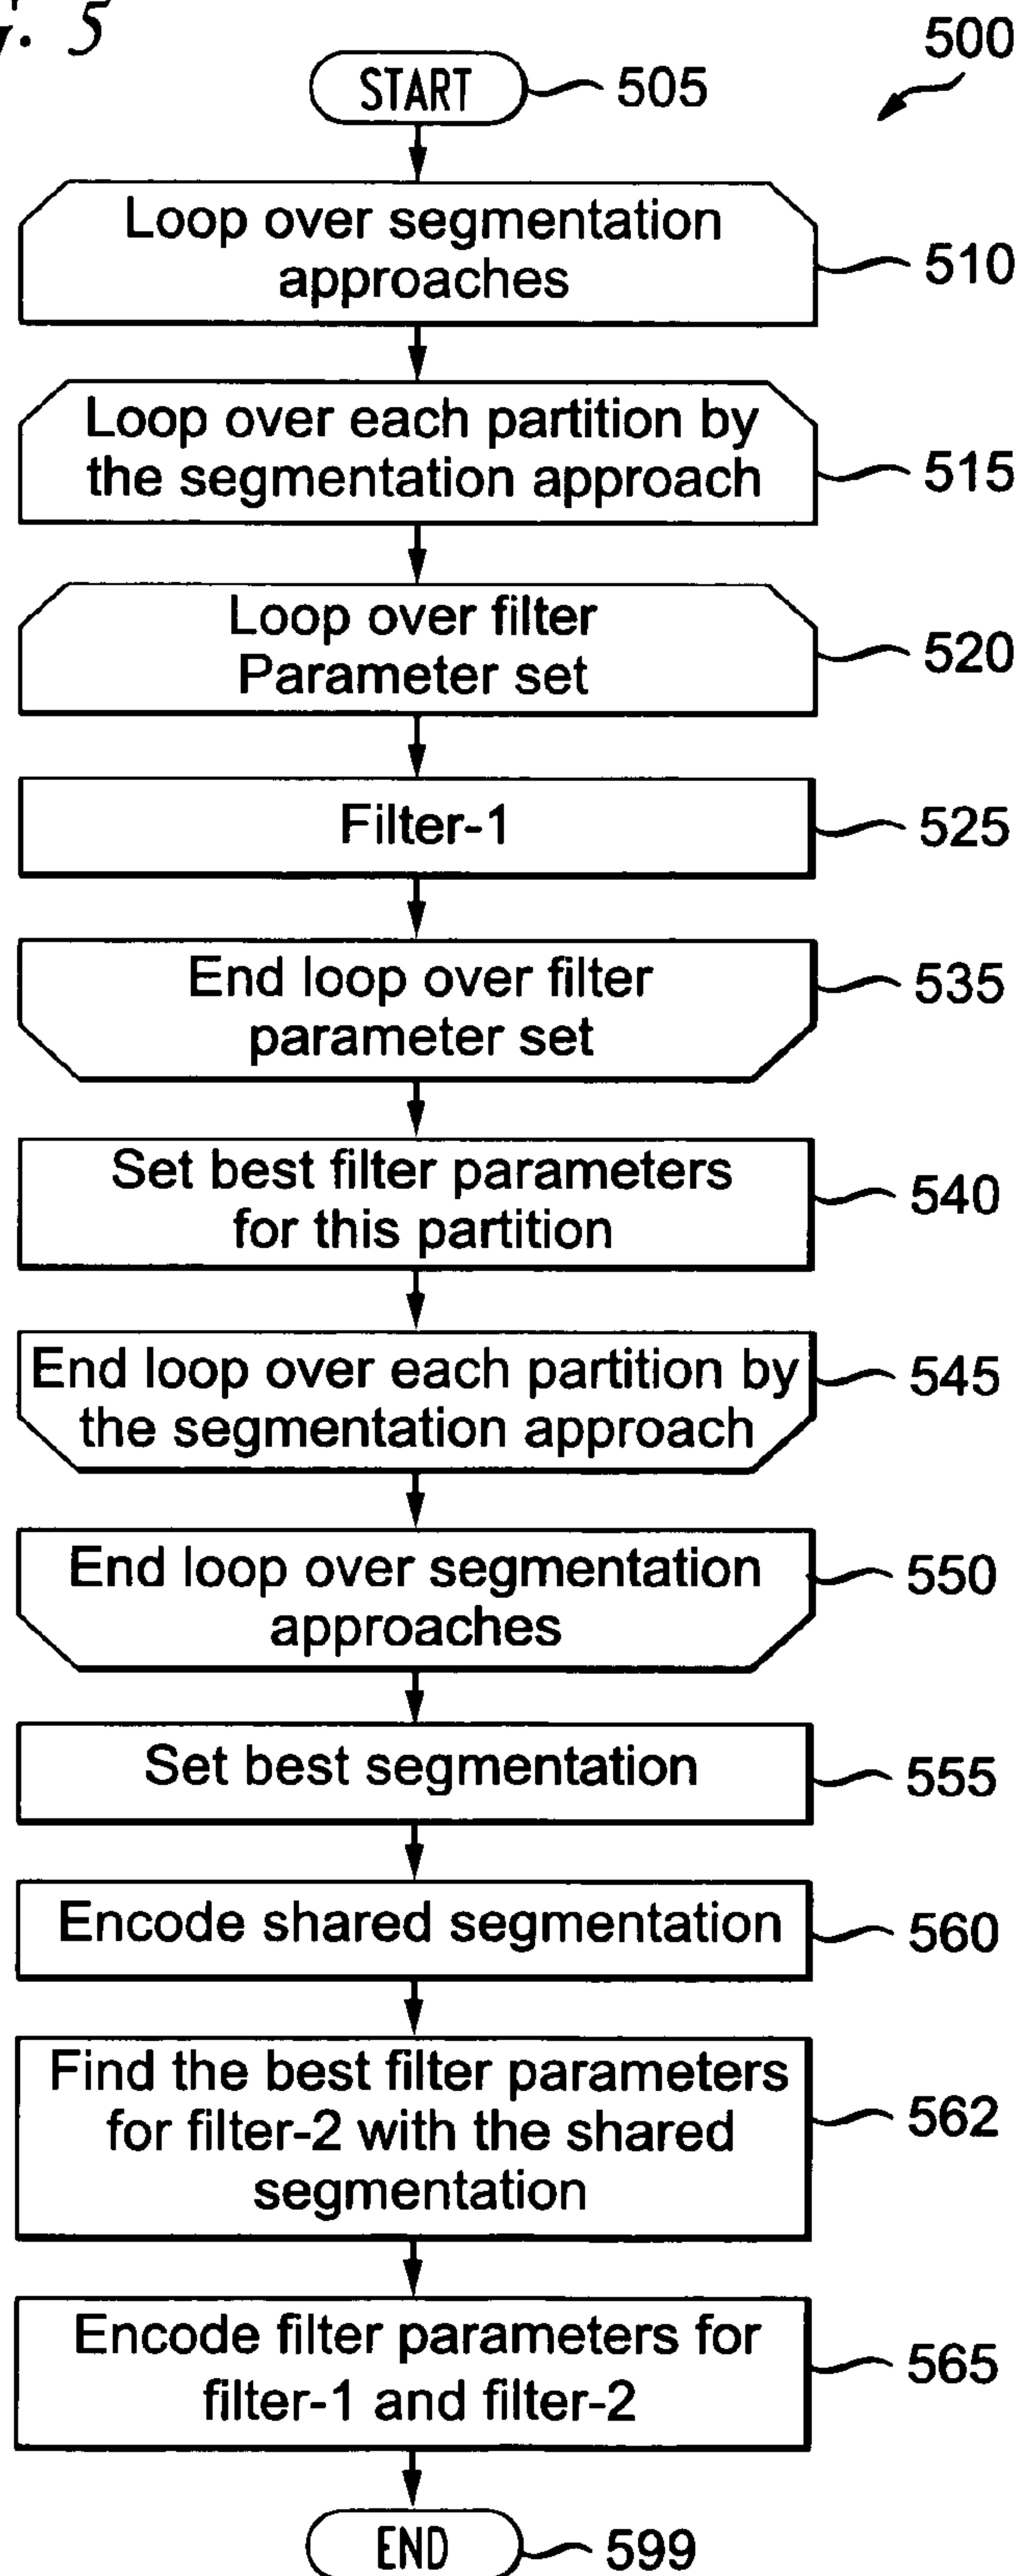 5
500
START 505
Loop over segmentation
approaches
510
Loop over each partition by
the segmentation approach
515
Loop over filter
Parameter set
520
Filter-1 525
End loop over filter
parameter set
535
Set best filter parameters
for this partition
540
End loop over each partition by
the segmentation approach
545
End loop over segmentation
approaches
550
Set best segmentation 555
Encode shared segmentation 560
Find the best filter parameters
for filter-2 with the shared
segmentation
562
Encode filter parameters for
filter-1 and filter-2
565
END 599